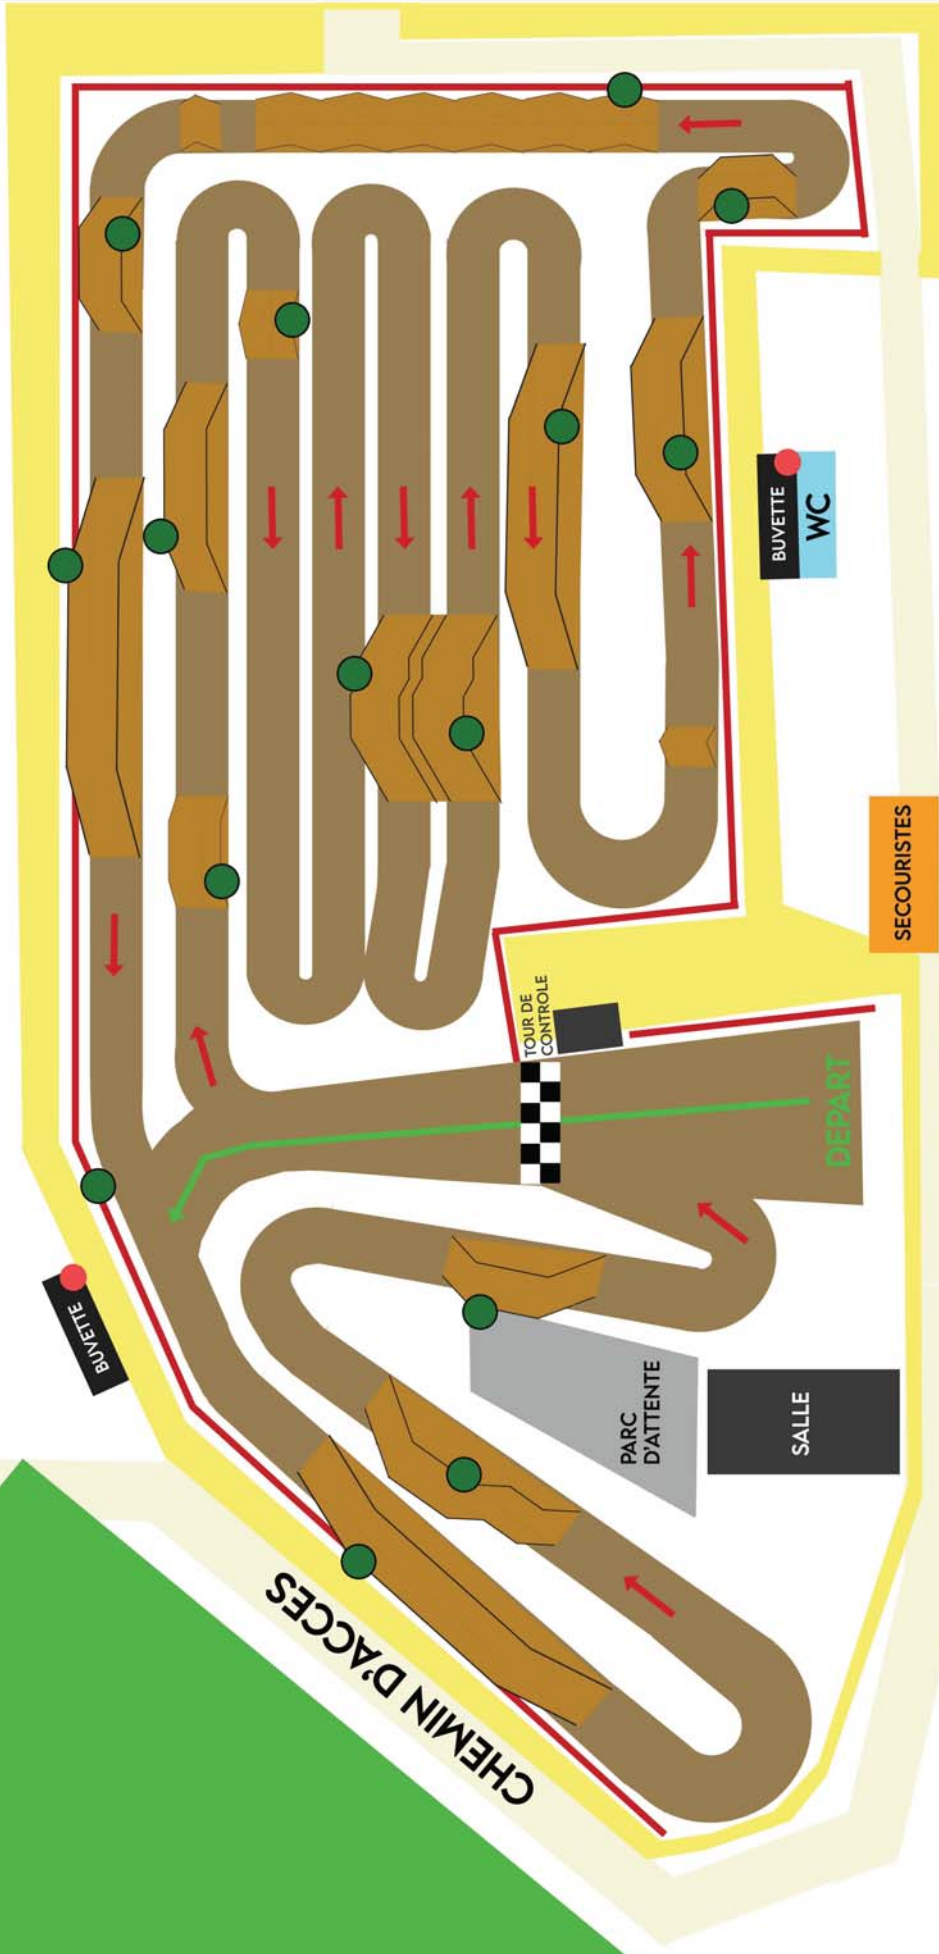 BUVETTE
WC
SECOURISTES
TOUR DE
CONTROLE
DEPART
BUVETTE
PARC
D'ATTENTE
SALLE
CHEMIN D'ACCES